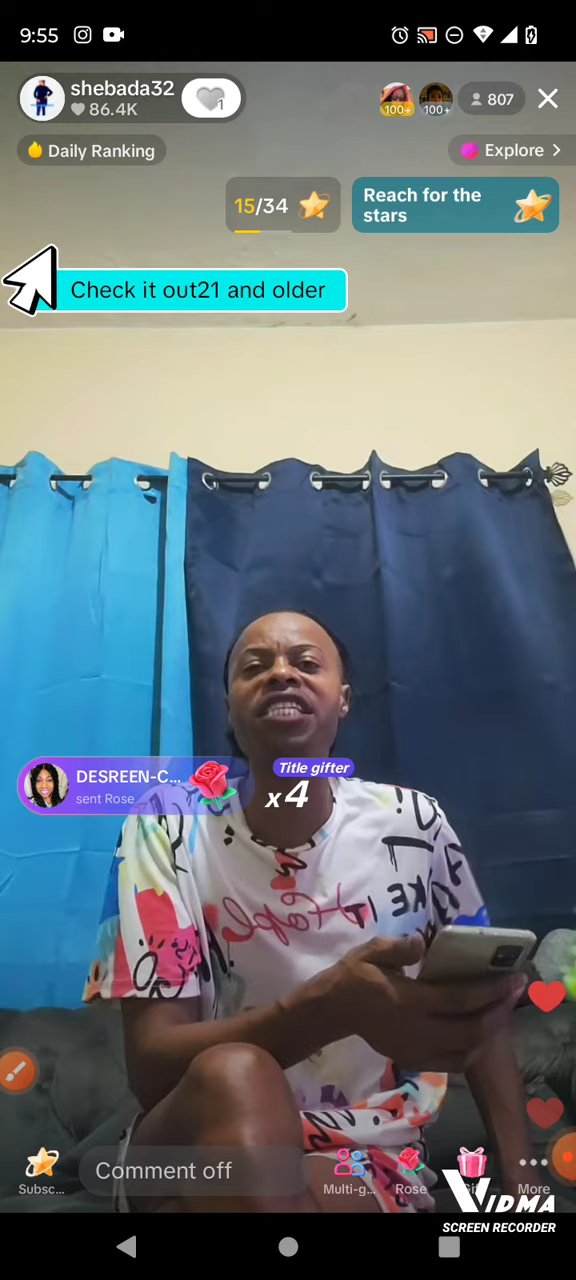 9:55
shebada32
86.4K
1
100+
100+
807
Daily Ranking
Explore >
15/34
Reach for the
stars
Check it out21 and older
DESREEN-C...
sent Rose
Title gifter
x4
Hope
Subsc...
Comment off
Multi-g...
Rose
More
VIDMA
SCREEN RECORDER